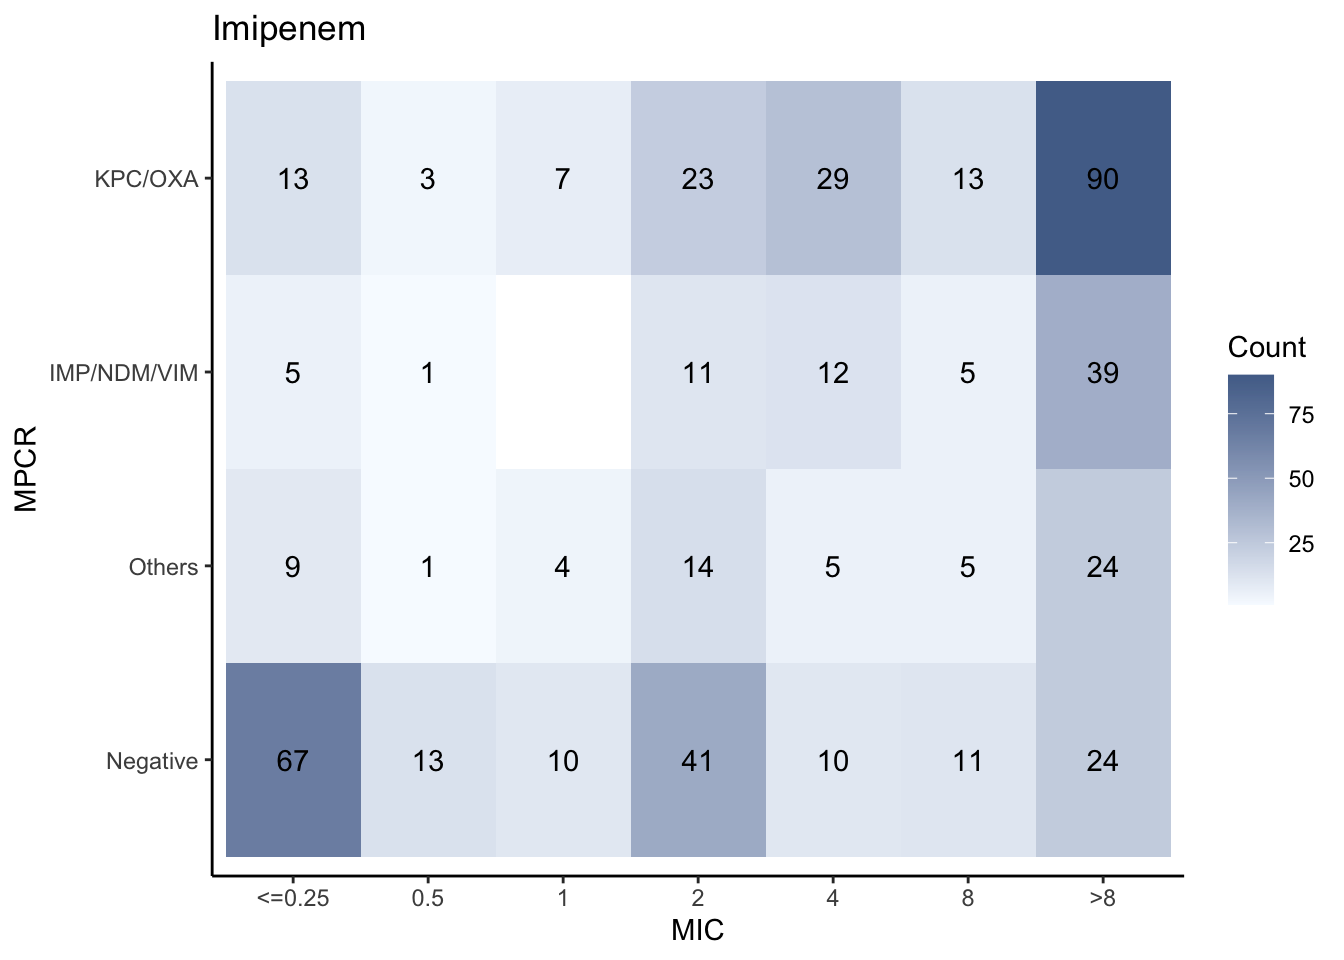 Imipenem
KPC/OXA
13 3 7 23 29 13 90
IMP/NDM/VIM
5 1 11 12 5 39
Others
9 1 4 14 5 5 24
Negative
67 13 10 41 10 11 24
<=0.25 0.5 1 2 4 8 >8
MIC
MPCR
Count
75
50
25